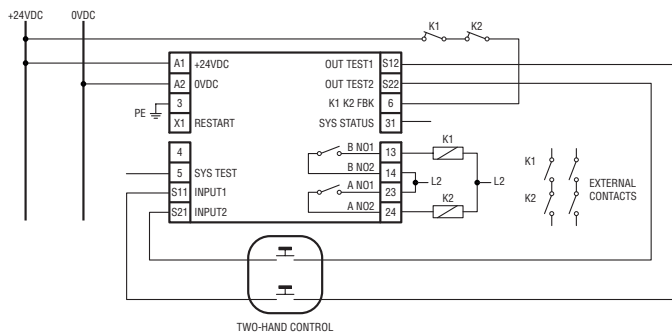 +24VDC 0VDC
K1 K2
A1 +24VDC OUT TEST1 S12
A2 0VDC OUT TEST2 S22
PE 3 K1 K2 FBK 6
X1 RESTART SYS STATUS 31
4 B NO1 13 K1
5 SYS TEST B NO2 14 L2 L2
S11 INPUT1 A NO1 23
S21 INPUT2 A NO2 24 K2
K1
K2
EXTERNAL
CONTACTS
TWO-HAND CONTROL